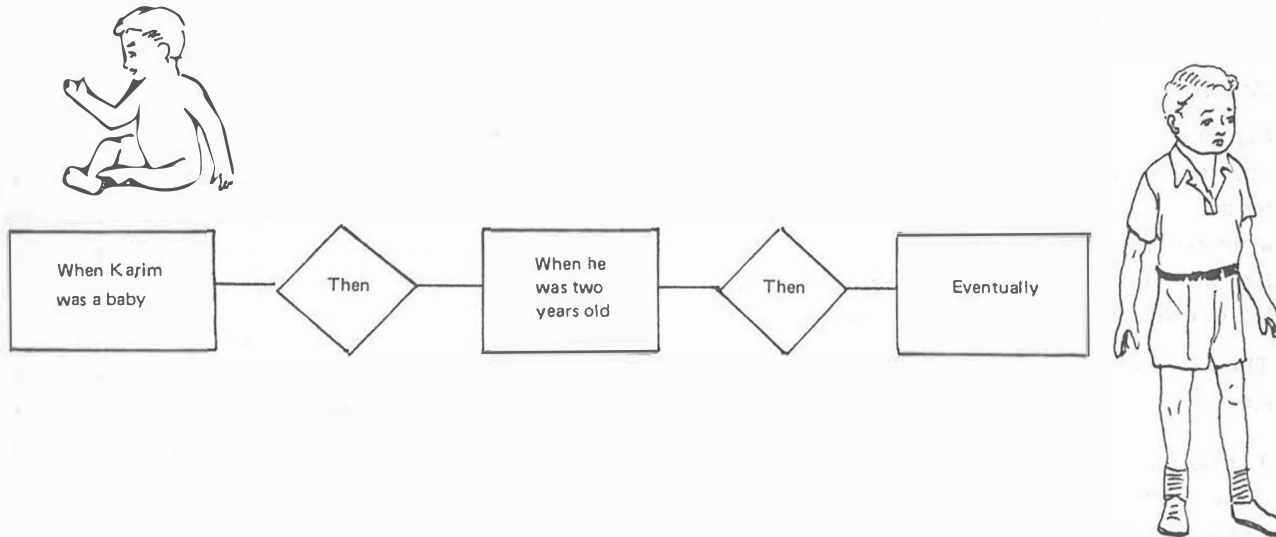 When Karim
was a baby
Then
When he
was two
years old
Then
Eventually